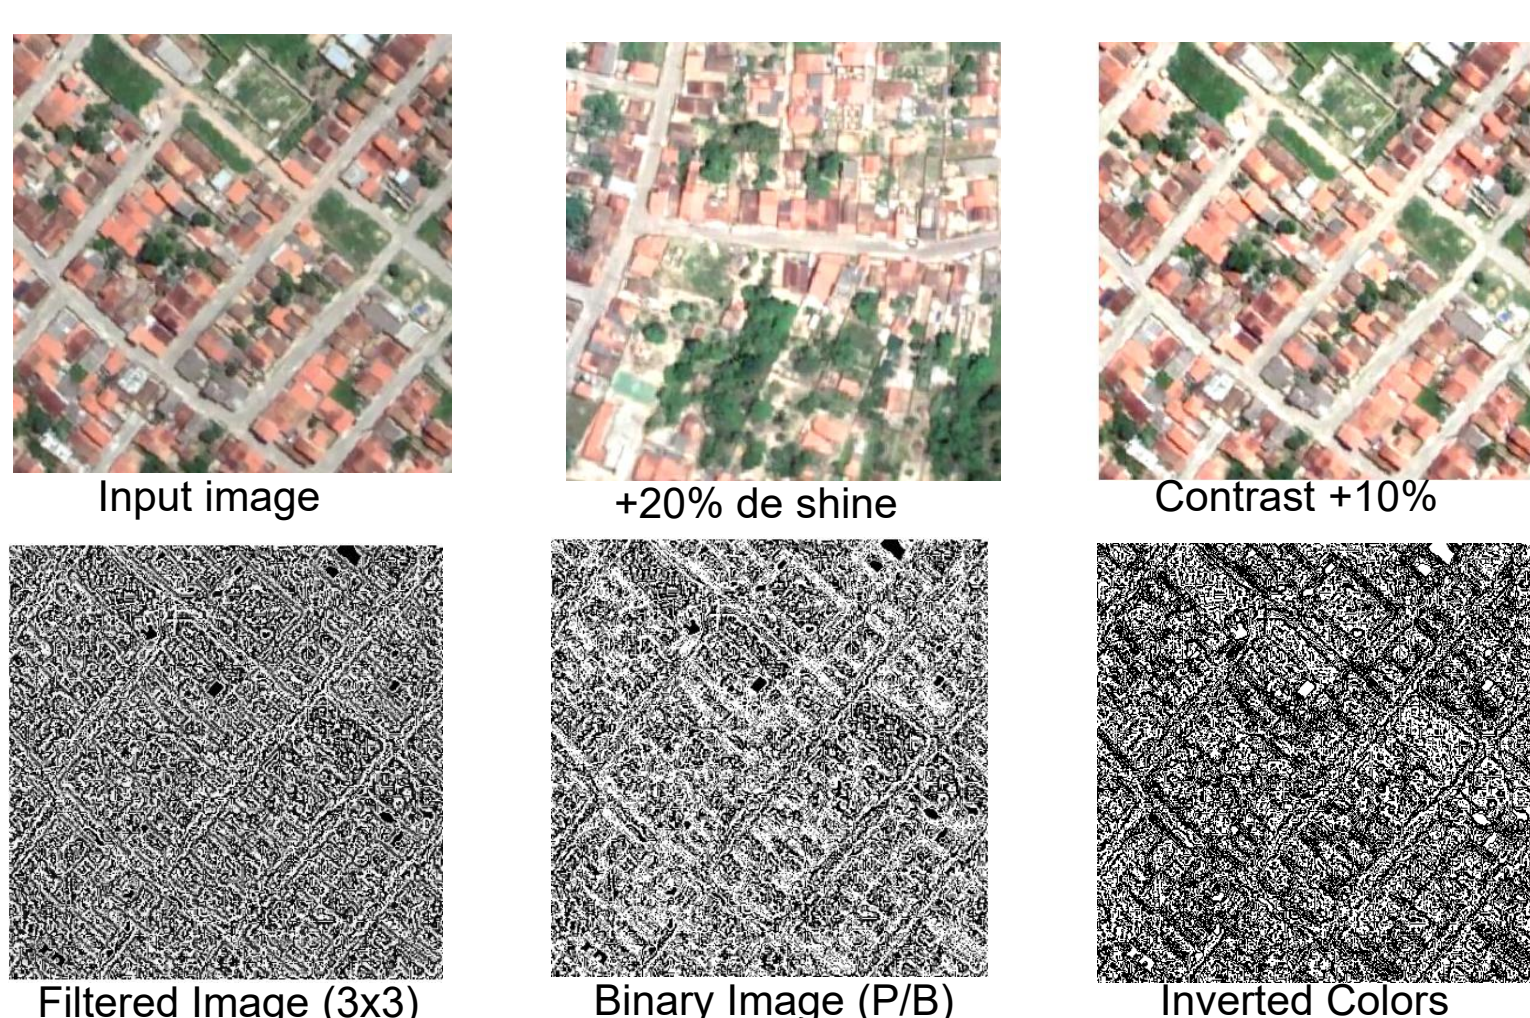 Input image
+20% de shine
Contrast +10%
Filtered Image (3x3)
Binary Image (P/B)
Inverted Colors